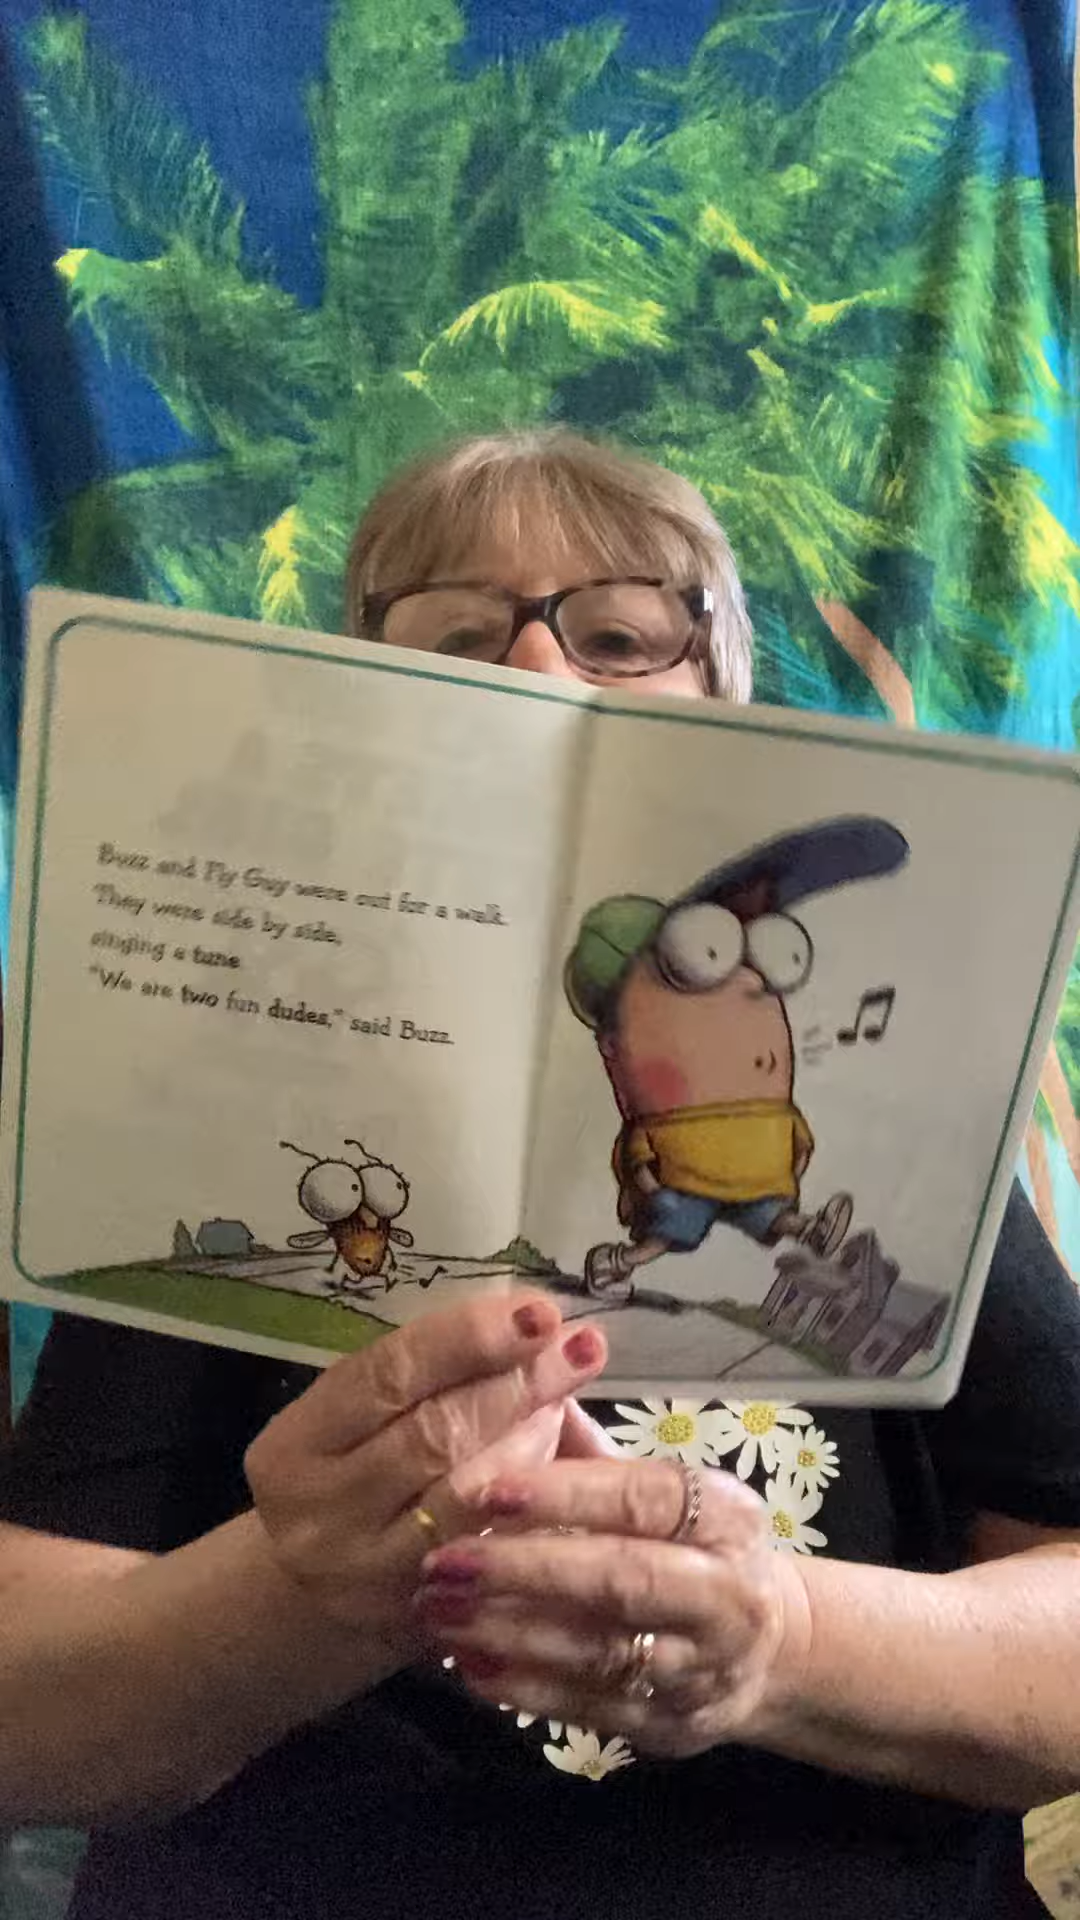 Buzz and Fly Guy were out for a walk.
They were side by side,
singing a tune.
"We are two fun dudes," said Buzz.